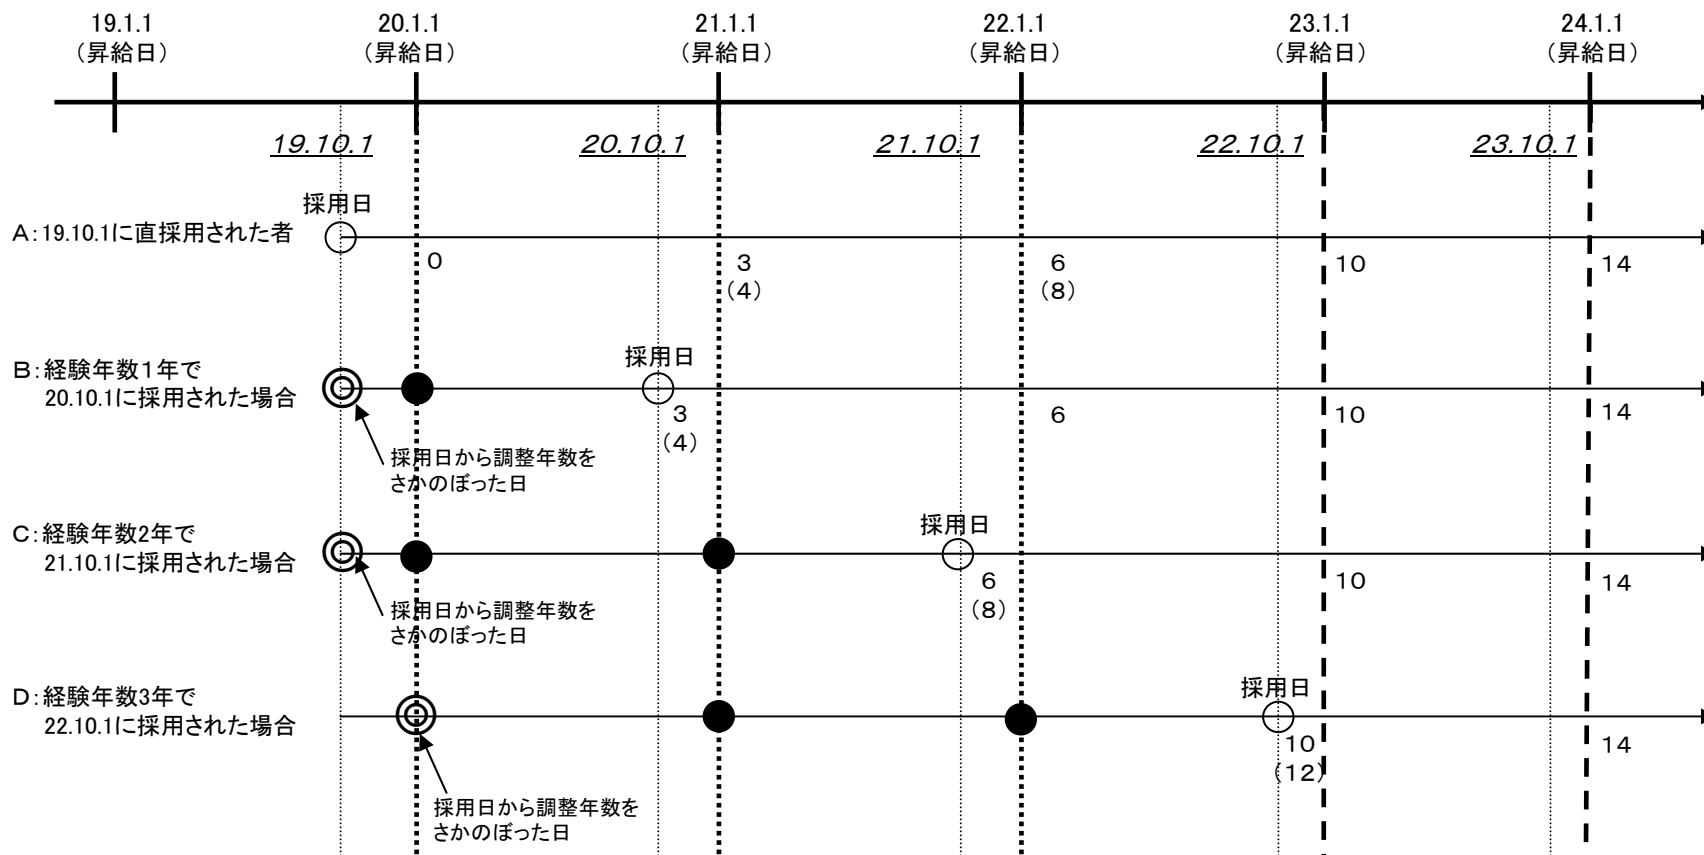 19.1.1 20.1.1 21.1.1 22.1.1 23.1.1 24.1.1
（昇給日） （昇給日） （昇給日） （昇給日） （昇給日） （昇給日）
19.10.1 20.10.1 21.10.1 22.10.1 23.10.1
採用日
A：19.10.1に直採用された者
0 3 6 10 14
（4） （8）
採用日
B：経験年数1年で
20.10.1に採用された場合
3 6 10 14
（4）
採用日から調整年数を
さかのぼった日
採用日
C：経験年数2年で
21.10.1に採用された場合
6 10 14
（8）
採用日から調整年数を
さかのぼった日
採用日
D：経験年数3年で
22.10.1に採用された場合
10 14
（12）
採用日から調整年数を
さかのぼった日